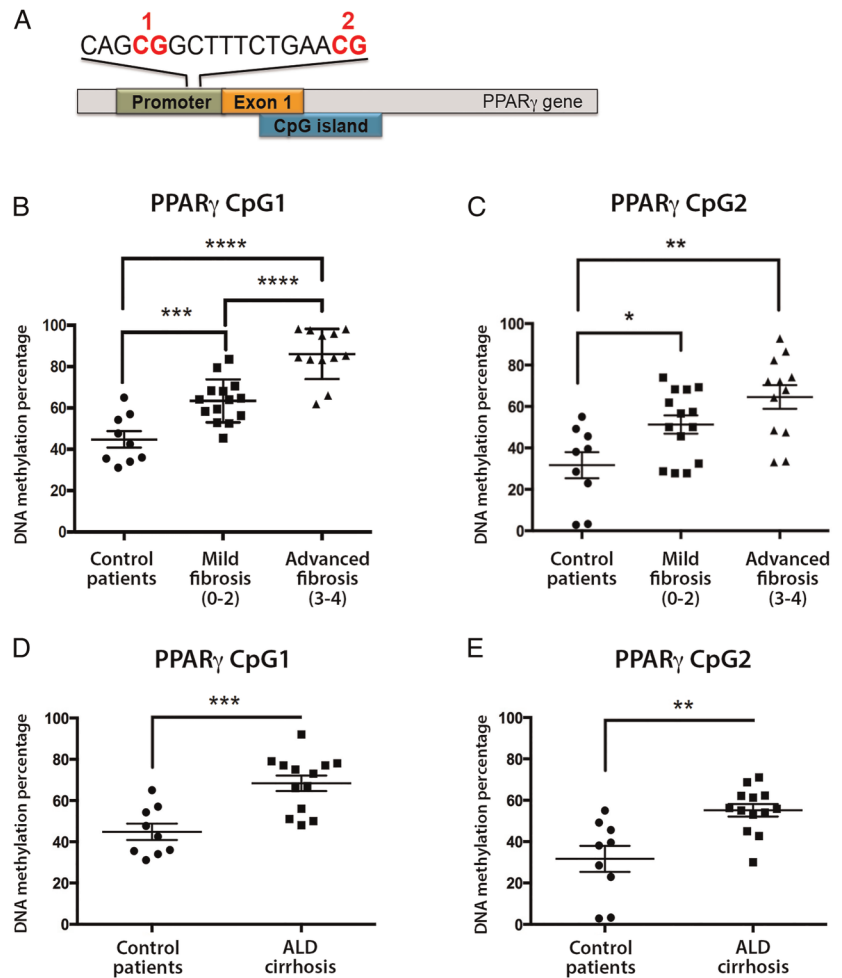 A
1 2
CAGCGGCTTTCTGAACG
Promoter Exon 1 PPARγ gene
CpG island
B
PPARγ CpG1
****
*** ****
DNA methylation percentage
100
80
60
40
20
0
Control patients
Mild fibrosis (0-2)
Advanced fibrosis (3-4)
C
PPARγ CpG2
**
*
DNA methylation percentage
100
80
60
40
20
0
Control patients
Mild fibrosis (0-2)
Advanced fibrosis (3-4)
D
PPARγ CpG1
***
DNA methylation percentage
100
80
60
40
20
0
Control patients
ALD cirrhosis
E
PPARγ CpG2
**
DNA methylation percentage
100
80
60
40
20
0
Control patients
ALD cirrhosis